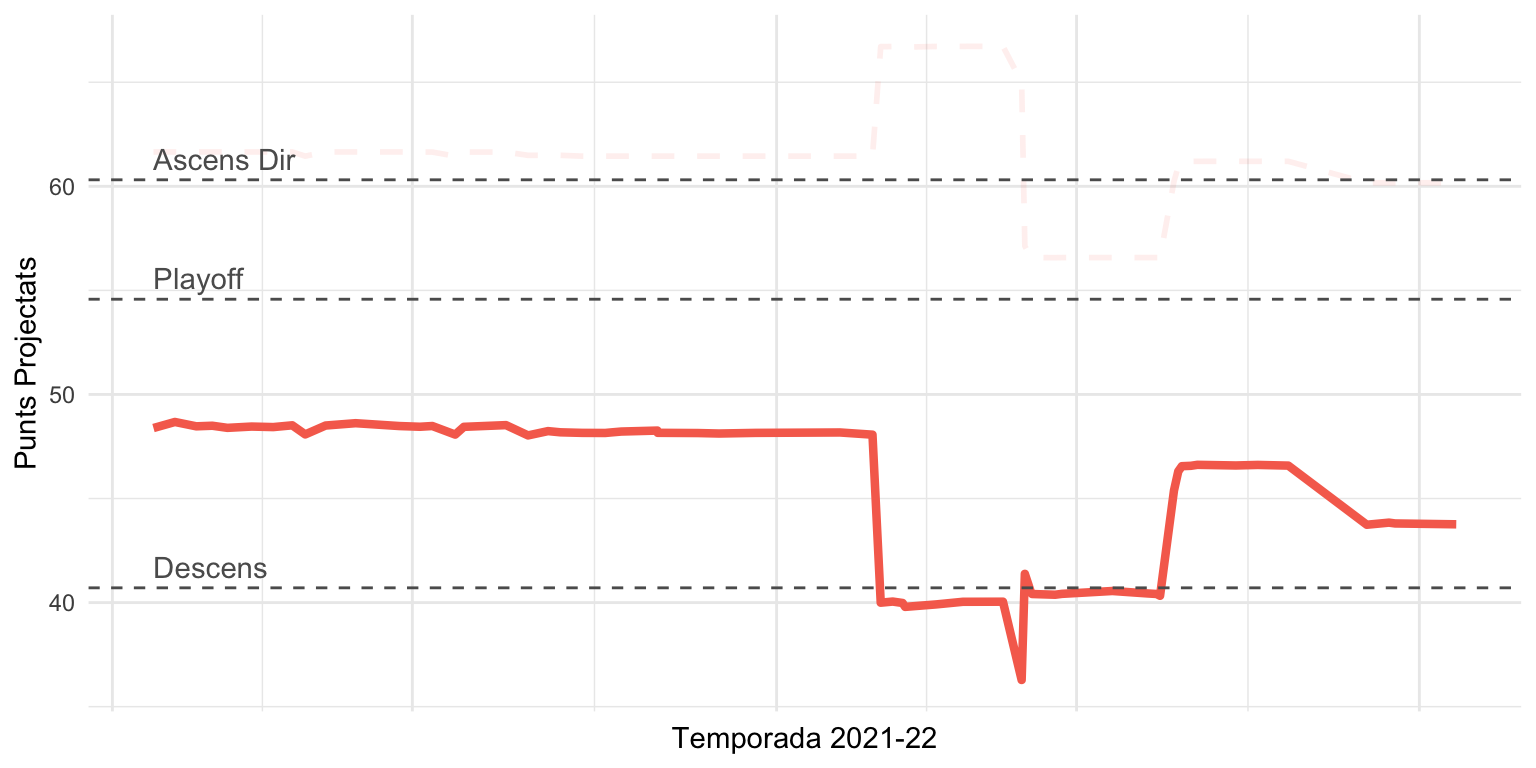 Ascens Dir
60
Playoff
50
Descens
40
Punts Projectats
Temporada 2021-22